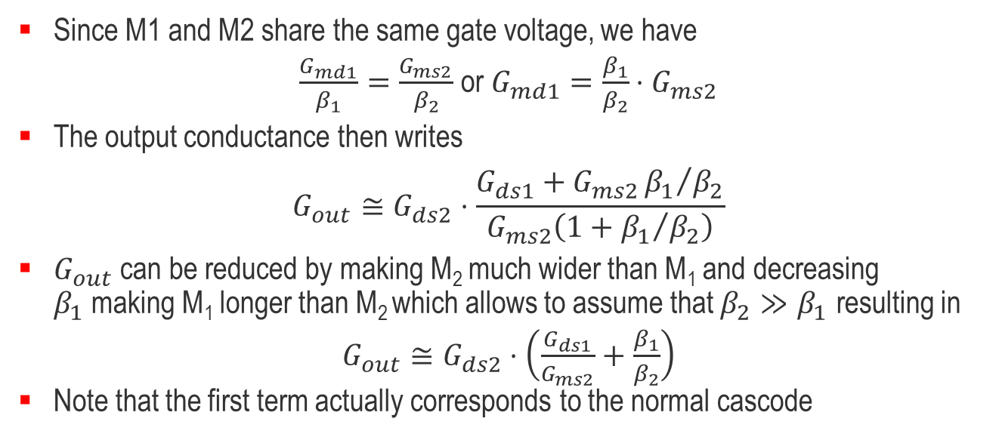 ▪ Since M1 and M2 share the same gate voltage, we have
$\frac{G_{md1}}{\beta_1} = \frac{G_{ms2}}{\beta_2}$ or $G_{md1} = \frac{\beta_1}{\beta_2} \cdot G_{ms2}$
▪ The output conductance then writes
$G_{out} \cong G_{ds2} \cdot \frac{G_{ds1} + G_{ms2}\,\beta_1/\beta_2}{G_{ms2}(1 + \beta_1/\beta_2)}$
▪ $G_{out}$ can be reduced by making M$_2$ much wider than M$_1$ and decreasing
$\beta_1$ making M$_1$ longer than M$_2$ which allows to assume that $\beta_2 \gg \beta_1$ resulting in
$G_{out} \cong G_{ds2} \cdot \left(\frac{G_{ds1}}{G_{ms2}} + \frac{\beta_1}{\beta_2}\right)$
▪ Note that the first term actually corresponds to the normal cascode